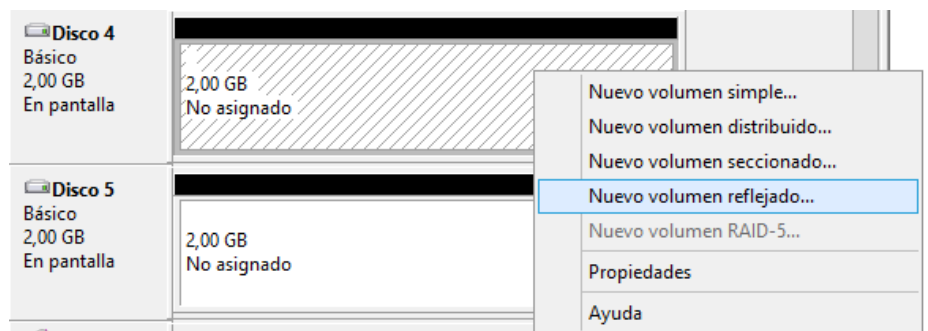 Disco 4
Básico
2,00 GB
En pantalla
2,00 GB
No asignado
Disco 5
Básico
2,00 GB
En pantalla
2,00 GB
No asignado
Nuevo volumen simple...
Nuevo volumen distribuido...
Nuevo volumen seccionado...
Nuevo volumen reflejado...
Nuevo volumen RAID-5...
Propiedades
Ayuda